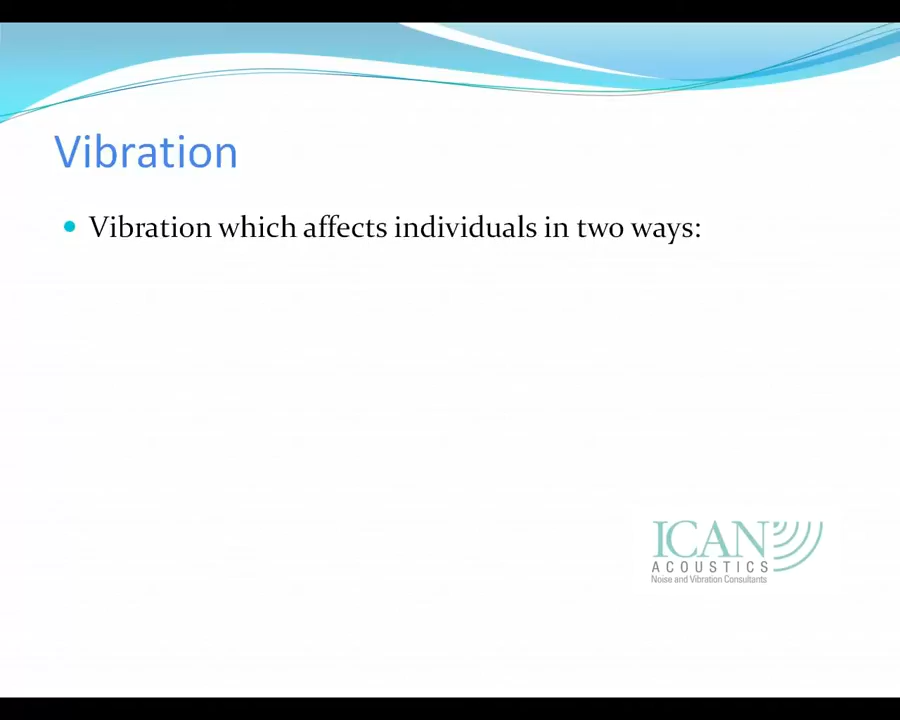 Vibration
Vibration which affects individuals in two ways:
ICAN
ACOUSTICS
Noise and Vibration Consultants